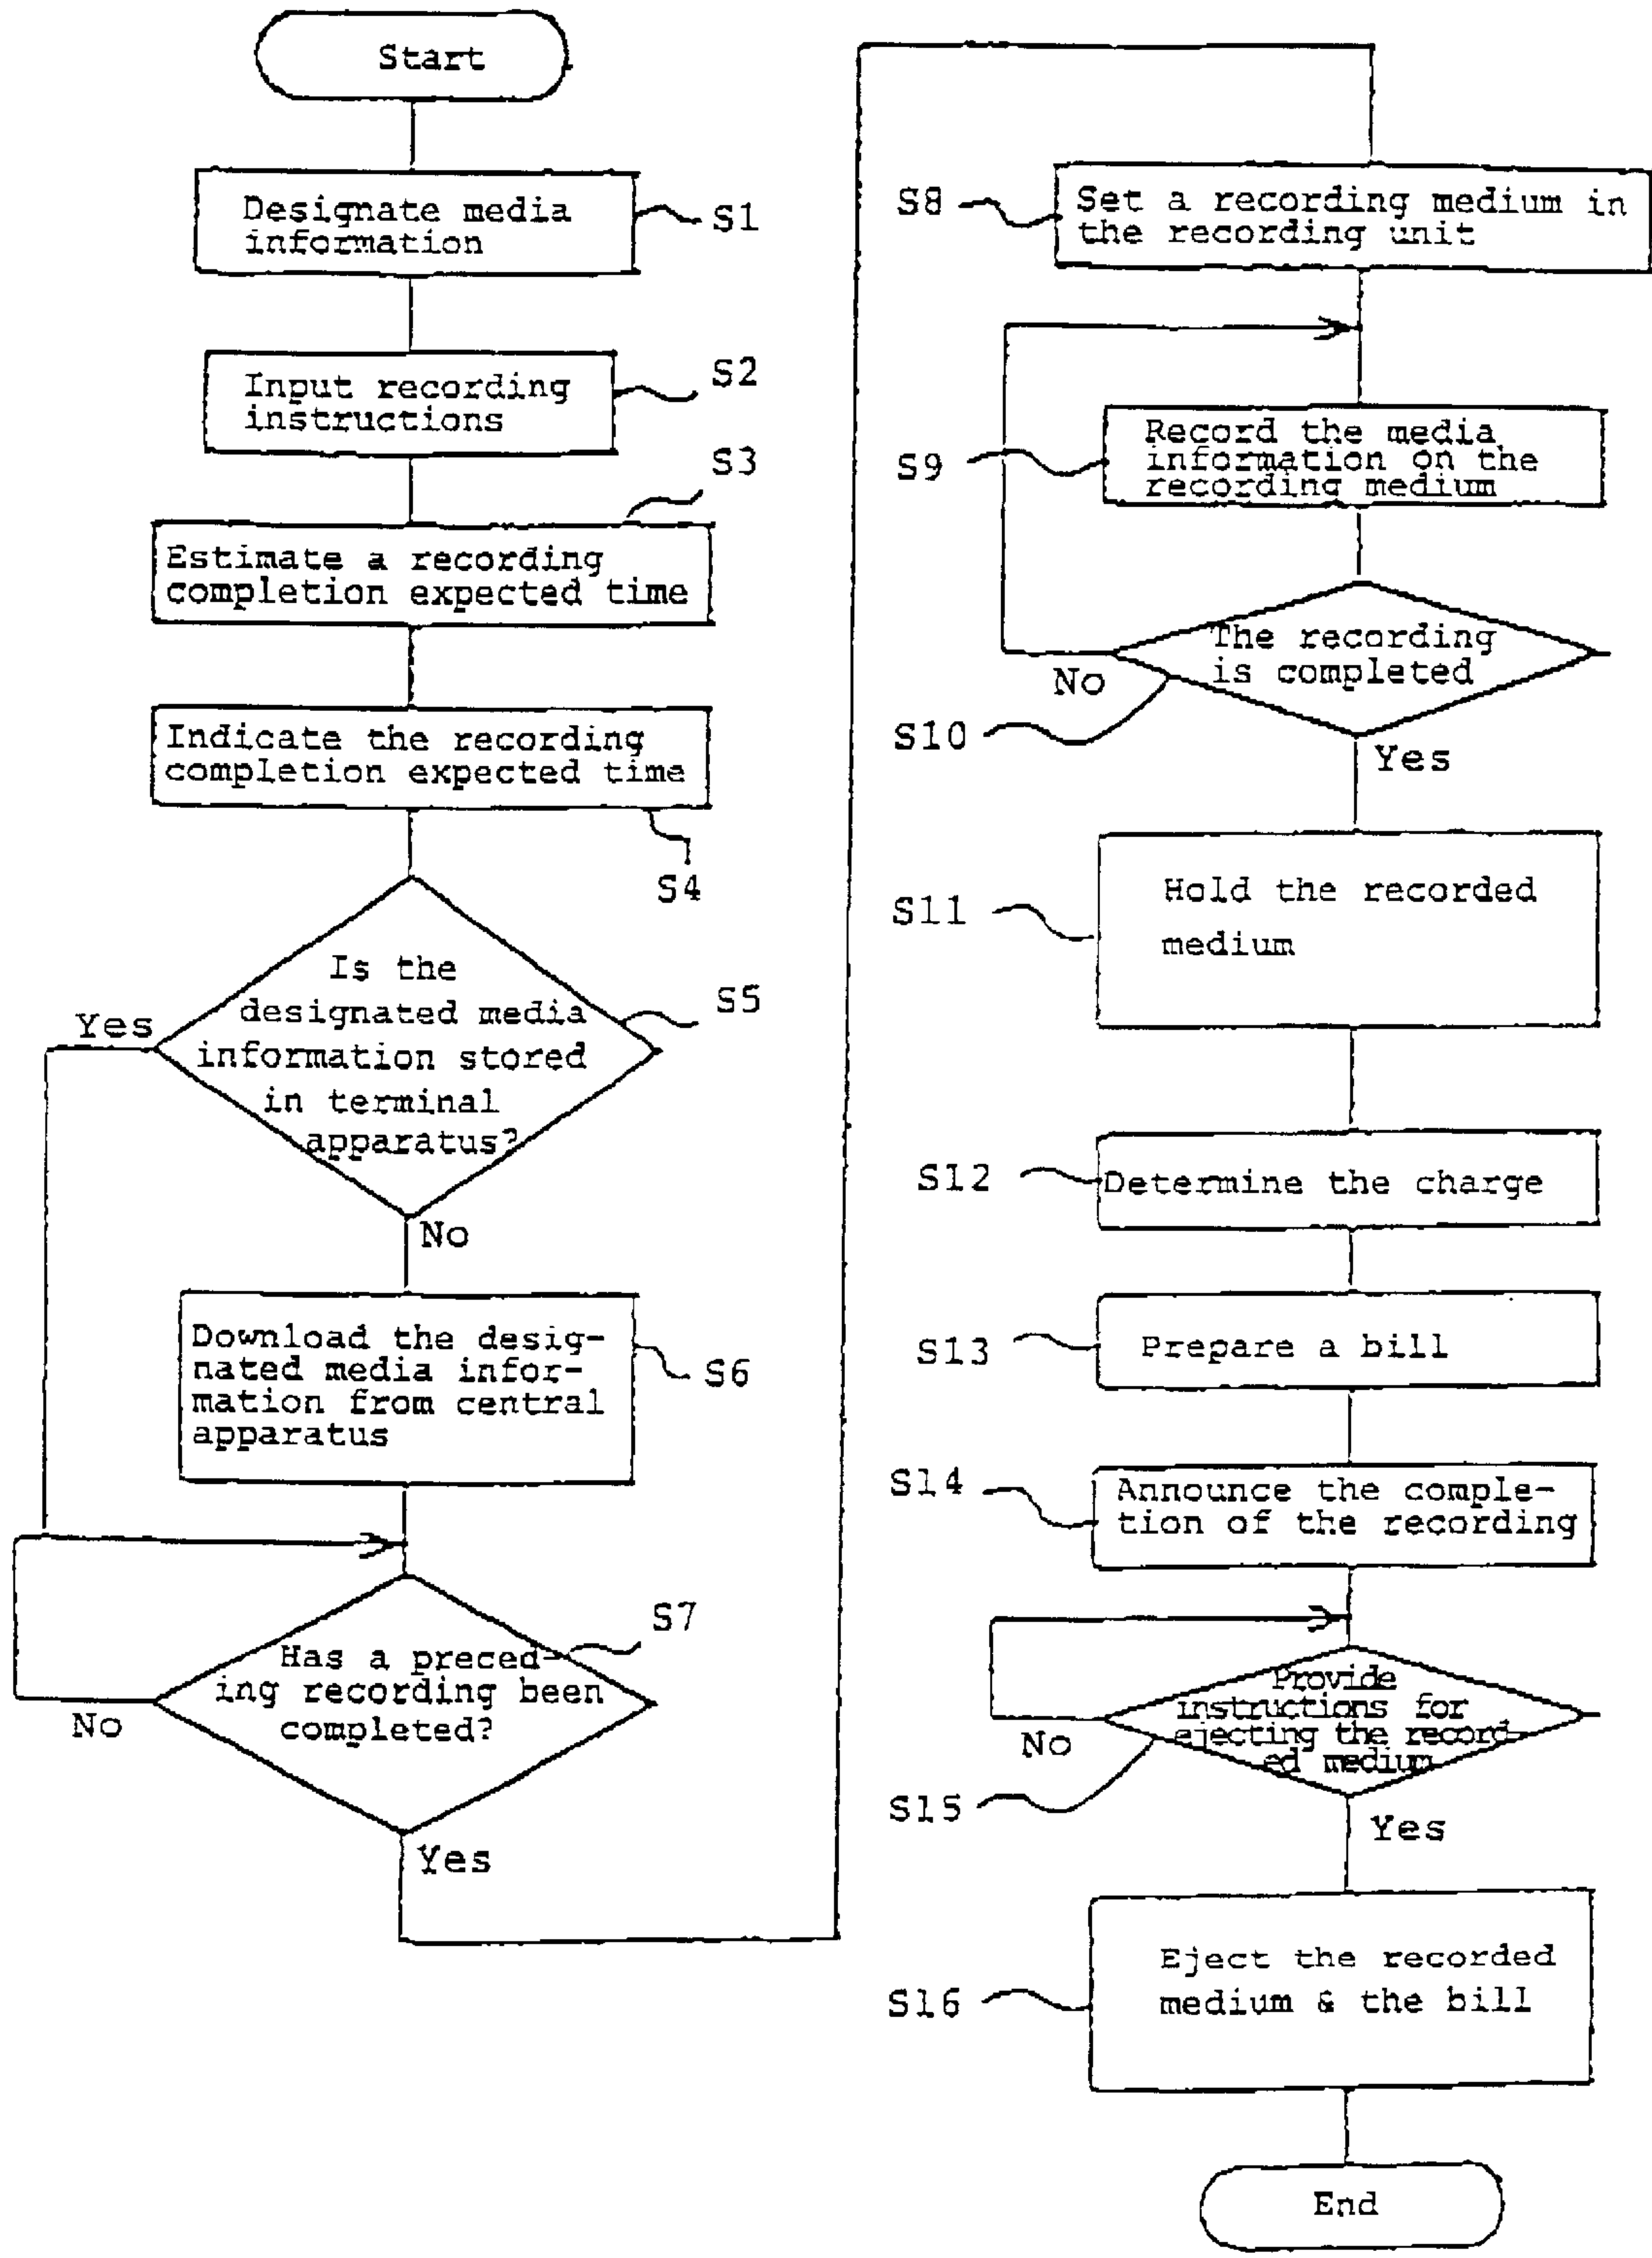 Start
Designate media
information
S1
Input recording
instructions
S2
S3
Estimate a recording
completion expected time
Indicate the recording
completion expected time
S4
Is the
designated media
information stored
in terminal
apparatus?
S5
Yes
No
Download the desig-
nated media infor-
mation from central
apparatus
S6
Has a preced-
ing recording been
completed?
S7
No
Yes
S8
Set a recording medium in
the recording unit
S9
Record the media
information on the
recording medium
The recording
is completed
No
S10
Yes
S11
Hold the recorded
medium
S12
Determine the charge
S13
Prepare a bill
S14
Announce the comple-
tion of the recording
Provide
instructions for
ejecting the record-
ed medium
No
S15
Yes
S16
Eject the recorded
medium & the bill
End